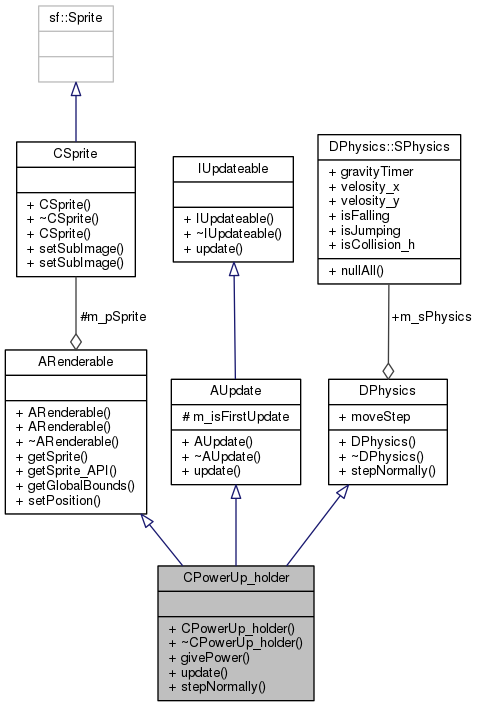 sf::Sprite
CSprite
+ CSprite()
+ ~CSprite()
+ CSprite()
+ setSubImage()
+ setSubImage()
IUpdateable
+ IUpdateable()
+ ~IUpdateable()
+ update()
DPhysics::SPhysics
+ gravityTimer
+ velosity_x
+ velosity_y
+ isFalling
+ isJumping
+ isCollision_h
+ nullAll()
#m_pSprite
+m_sPhysics
ARenderable
+ ARenderable()
+ ARenderable()
+ ~ARenderable()
+ getSprite()
+ getSprite_API()
+ getGlobalBounds()
+ setPosition()
AUpdate
# m_isFirstUpdate
+ AUpdate()
+ ~AUpdate()
+ update()
DPhysics
+ moveStep
+ DPhysics()
+ ~DPhysics()
+ stepNormally()
CPowerUp_holder
+ CPowerUp_holder()
+ ~CPowerUp_holder()
+ givePower()
+ update()
+ stepNormally()